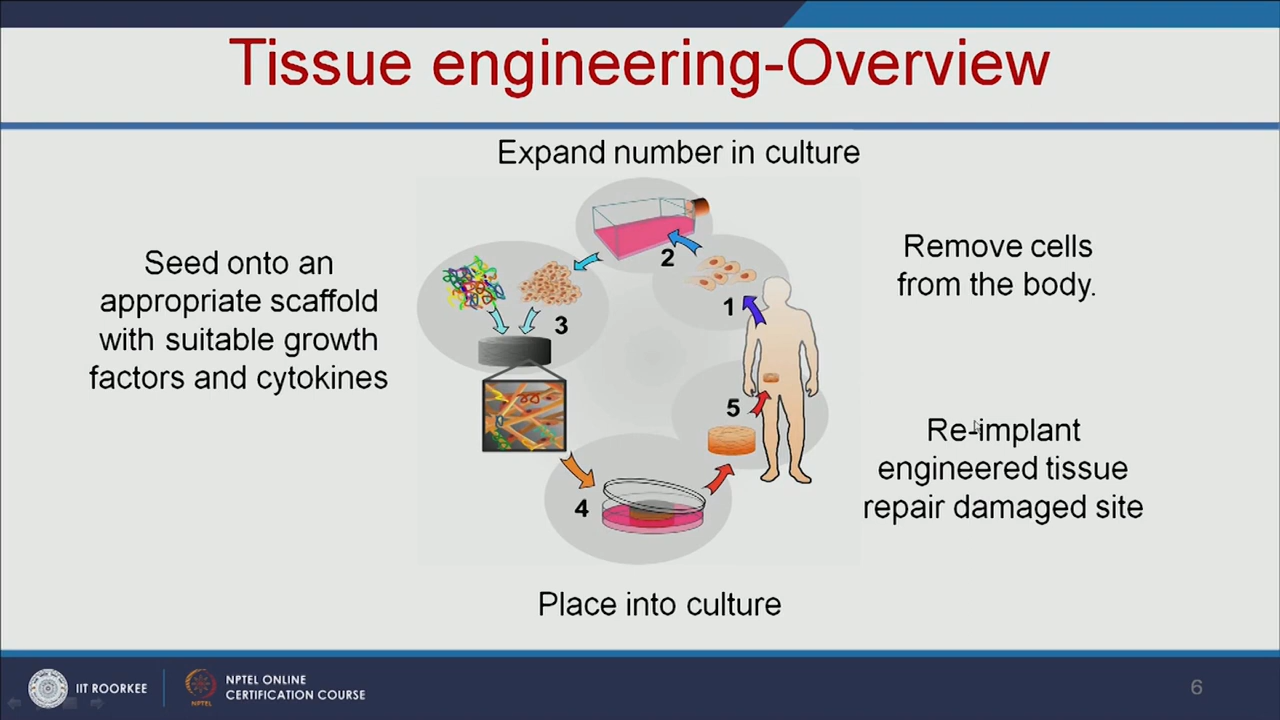 Tissue engineering-Overview
Expand number in culture
Seed onto an
appropriate scaffold
with suitable growth
factors and cytokines
Remove cells
from the body.
2
1
3
5
4
Re-implant
engineered tissue
repair damaged site
Place into culture
IIT ROORKEE
NPTEL
NPTEL ONLINE
CERTIFICATION COURSE
6